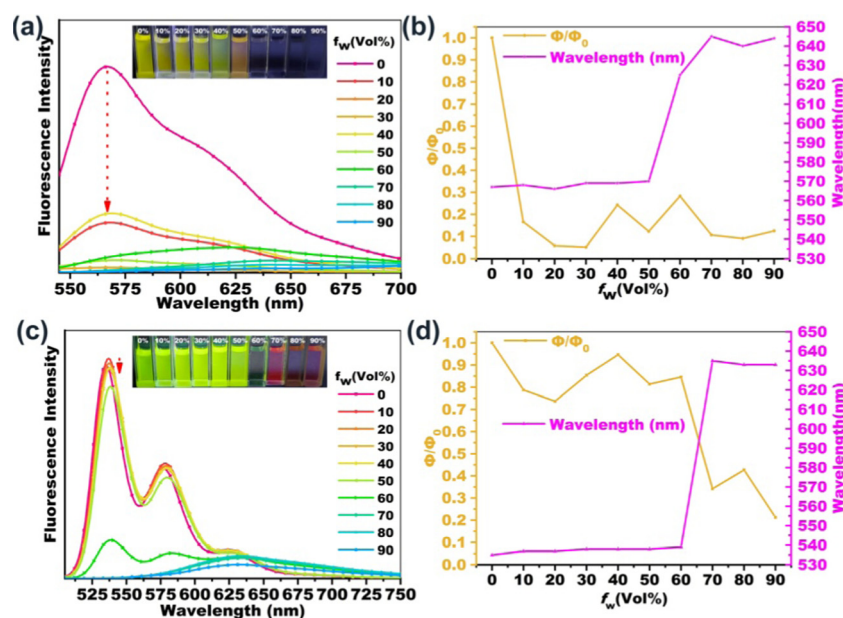 (a)
0% 10% 20% 30% 40% 50% 60% 70% 80% 90%
fw(Vol%)
0
10
20
30
40
50
60
70
80
90
Fluorescence Intensity
550 575 600 625 650 675 700
Wavelength (nm)
(b)
Φ/Φ0
Wavelength (nm)
1.0
0.9
0.8
0.7
0.6
0.5
0.4
0.3
0.2
0.1
0.0
Φ/Φ0
650
640
630
620
610
600
590
580
570
560
550
540
530
Wavelength(nm)
0 10 20 30 40 50 60 70 80 90
fw(Vol%)
(c)
0% 10% 20% 30% 40% 50% 60% 70% 80% 90%
fw(Vol%)
0
10
20
30
40
50
60
70
80
90
Fluorescence Intensity
525 550 575 600 625 650 675 700 725 750
Wavelength (nm)
(d)
Φ/Φ0
Wavelength (nm)
1.0
0.9
0.8
0.7
0.6
0.5
0.4
0.3
0.2
0.1
0.0
Φ/Φ0
650
640
630
620
610
600
590
580
570
560
550
540
530
Wavelength(nm)
0 10 20 30 40 50 60 70 80 90
fw(Vol%)